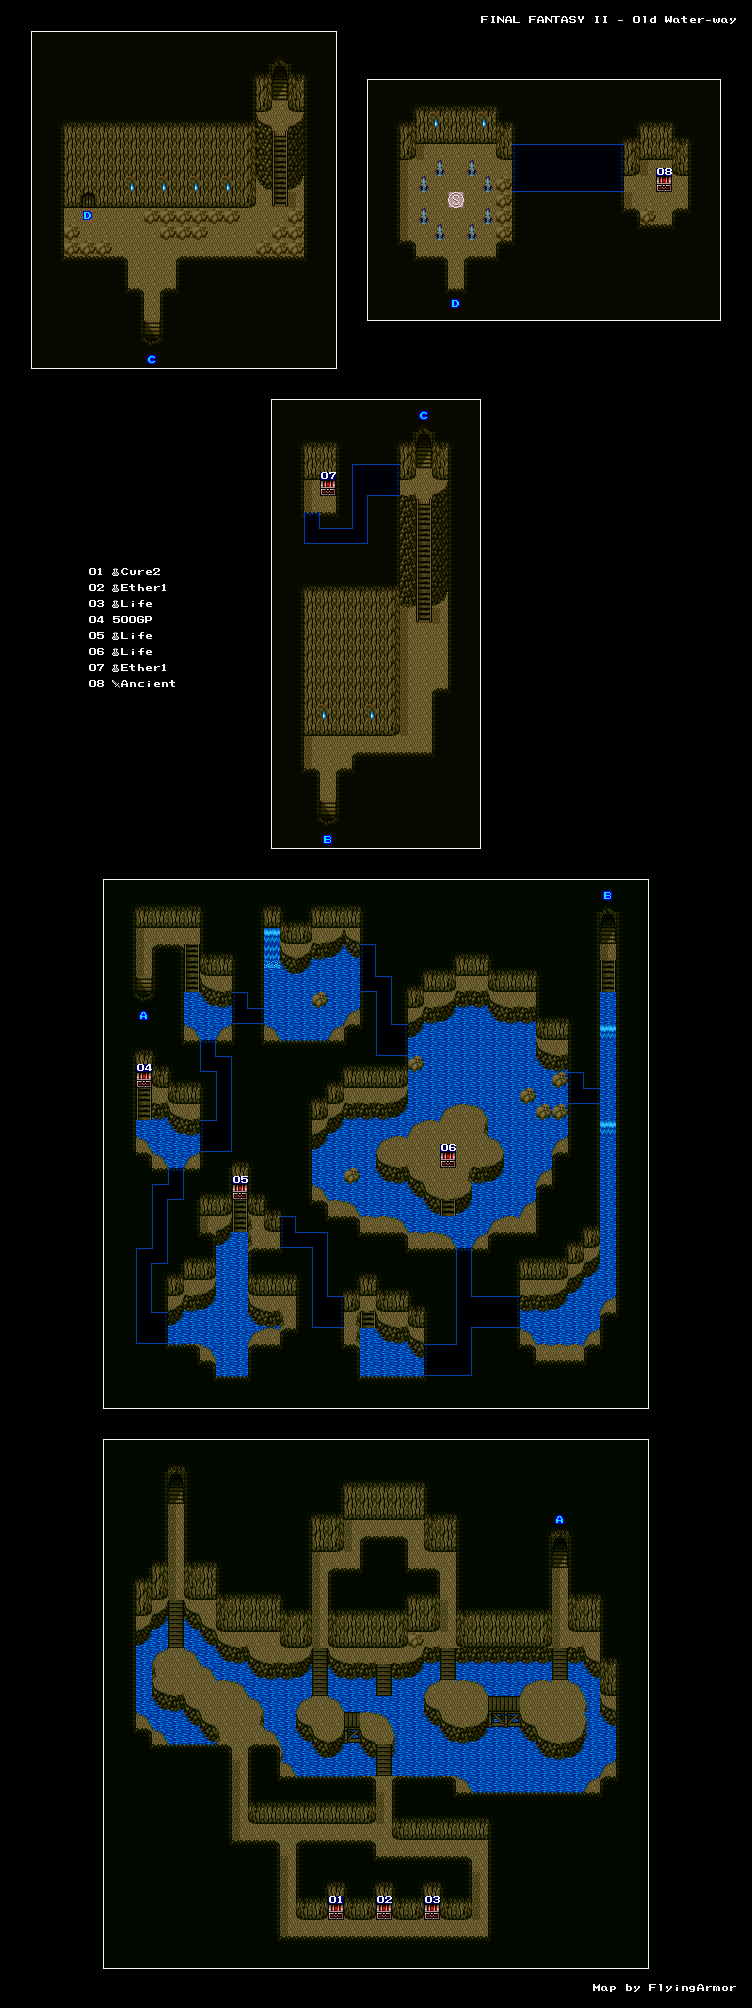 FINAL FANTASY II - Old Water-way
08
S
D
D
C
C
07
01 Cure2
02 Ether1
03 Life
04 500GP
05 Life
06 Life
07 Ether1
08 Ancient
B
B
A
04
06
05
A
01 02 03
Map by FlyingArmor